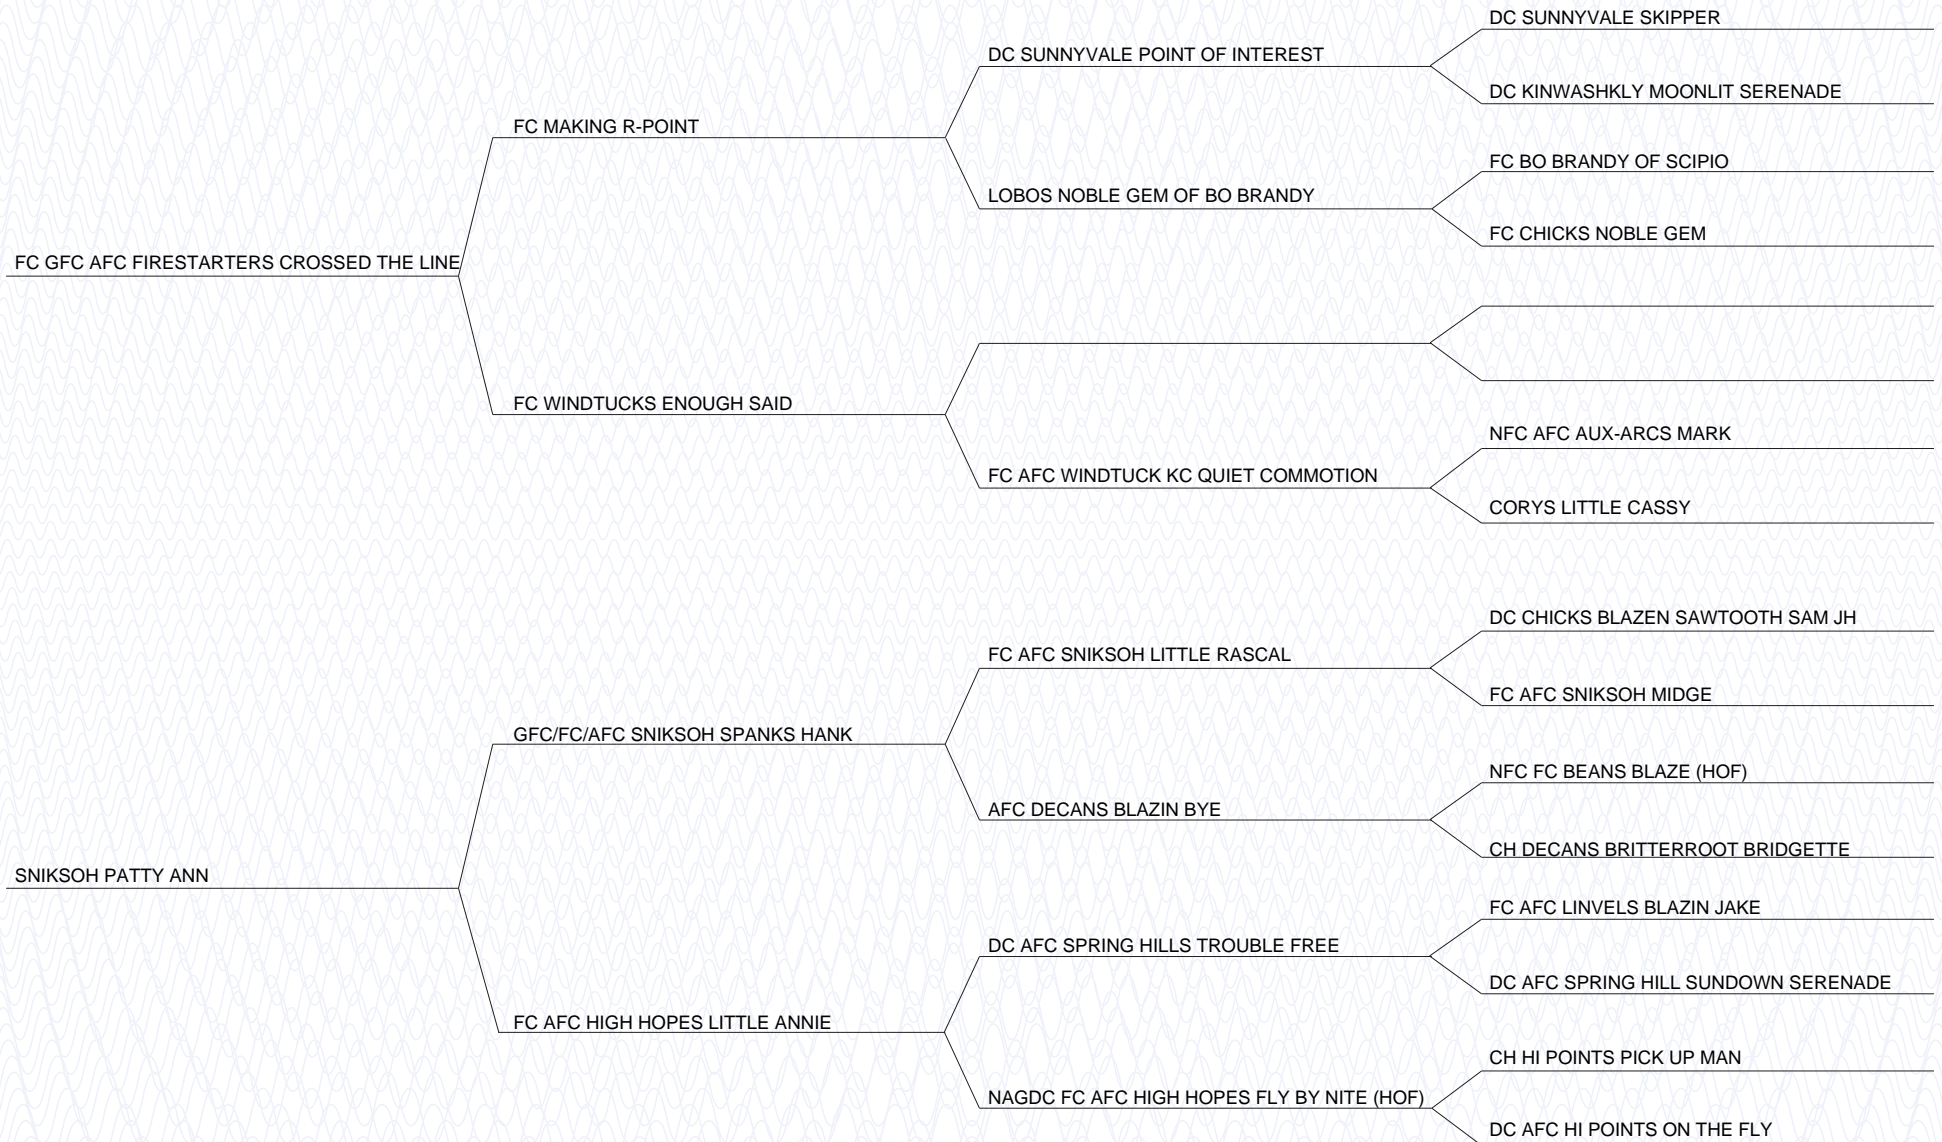 DC SUNNYVALE SKIPPER
DC SUNNYVALE POINT OF INTEREST
DC KINWASHKLY MOONLIT SERENADE
FC MAKING R-POINT
FC BO BRANDY OF SCIPIO
LOBOS NOBLE GEM OF BO BRANDY
FC CHICKS NOBLE GEM
FC GFC AFC FIRESTARTERS CROSSED THE LINE
FC WINDTUCKS ENOUGH SAID
NFC AFC AUX-ARCS MARK
FC AFC WINDTUCK KC QUIET COMMOTION
CORYS LITTLE CASSY
DC CHICKS BLAZEN SAWTOOTH SAM JH
FC AFC SNIKSOH LITTLE RASCAL
FC AFC SNIKSOH MIDGE
GFC/FC/AFC SNIKSOH SPANKS HANK
NFC FC BEANS BLAZE (HOF)
AFC DECANS BLAZIN BYE
CH DECANS BRITTERROOT BRIDGETTE
SNIKSOH PATTY ANN
FC AFC LINVELS BLAZIN JAKE
DC AFC SPRING HILLS TROUBLE FREE
DC AFC SPRING HILL SUNDOWN SERENADE
FC AFC HIGH HOPES LITTLE ANNIE
CH HI POINTS PICK UP MAN
NAGDC FC AFC HIGH HOPES FLY BY NITE (HOF)
DC AFC HI POINTS ON THE FLY